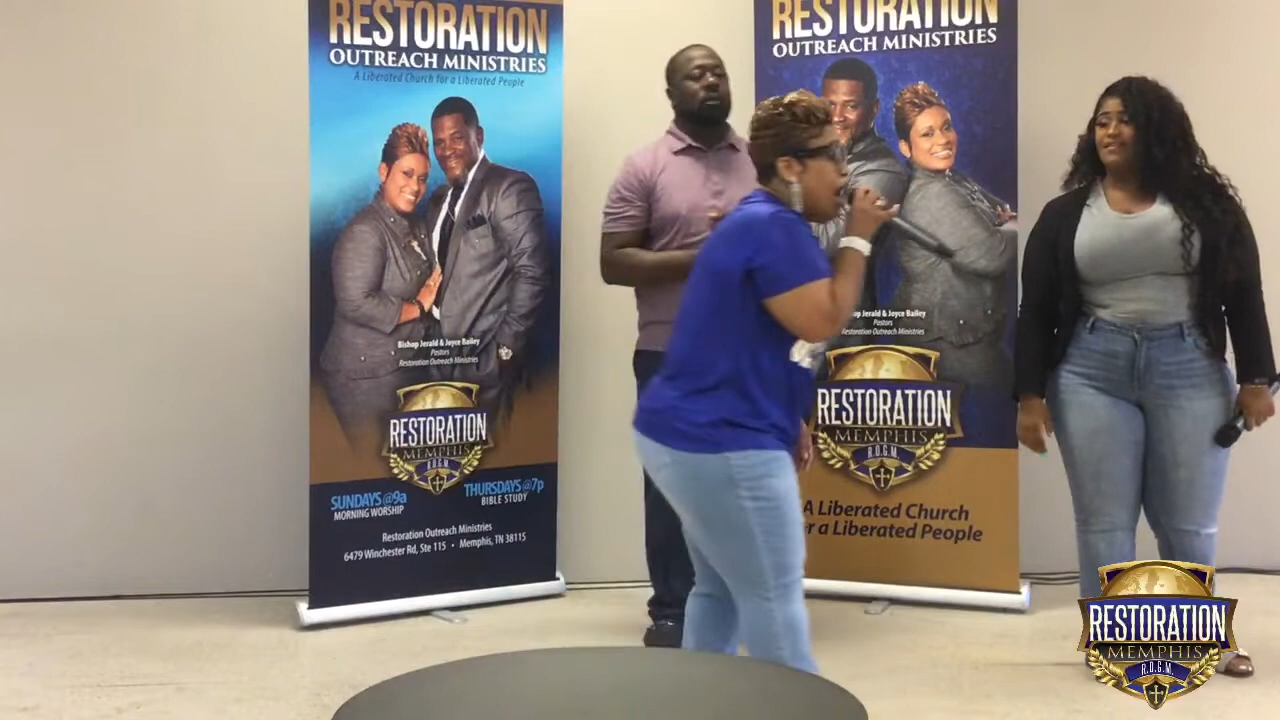 RESTORATION
OUTREACH MINISTRIES
A Liberated Church for a Liberated People
Bishop Jerald & Joyce Bailey
Pastors
Restoration Outreach Ministries
RESTORATION
MEMPHIS
R.O.G.M.
SUNDAYS @9a
MORNING WORSHIP
THURSDAYS @7p
BIBLE STUDY
Restoration Outreach Ministries
6479 Winchester Rd, Ste 115 • Memphis, TN 38115
RESTORATION
OUTREACH MINISTRIES
Jerald & Joyce Bailey
Pastors
Restoration Outreach Ministries
RESTORATION
MEMPHIS
R.O.G.M.
A Liberated Church
a Liberated People
RESTORATION
MEMPHIS
R.O.G.M.